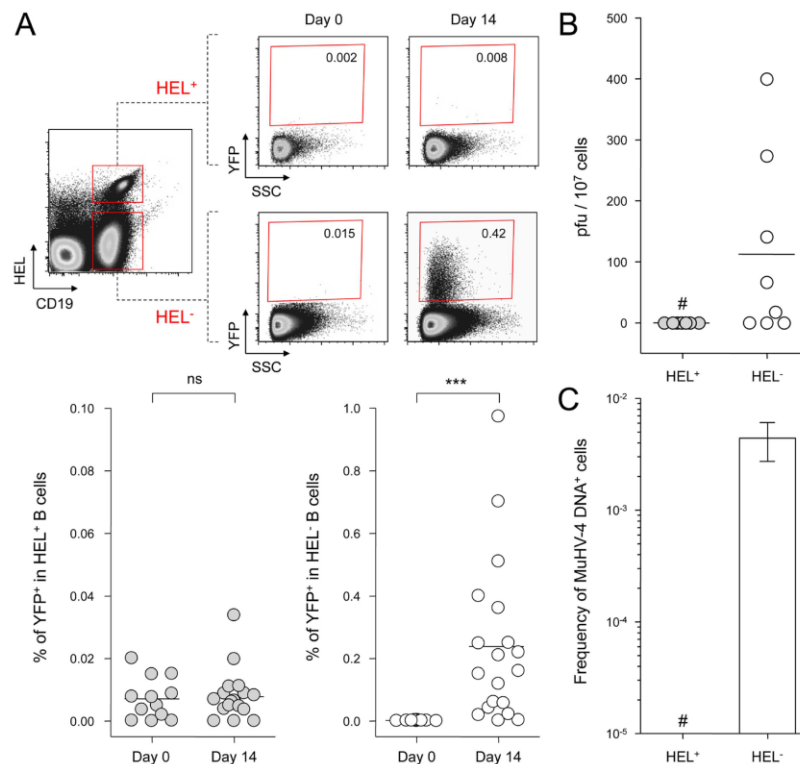 A
Day 0
Day 14
HEL⁺
0.002
0.008
YFP
SSC
HEL
CD19
HEL⁻
0.015
0.42
YFP
SSC
ns
0.10
0.08
0.06
0.04
0.02
0.00
% of YFP⁺ in HEL⁺ B cells
Day 0
Day 14
***
1.0
0.8
0.6
0.4
0.2
0.0
% of YFP⁺ in HEL⁻ B cells
Day 0
Day 14
B
500
400
300
200
100
0
pfu / 10⁷ cells
#
HEL⁺
HEL⁻
C
10⁻²
10⁻³
10⁻⁴
10⁻⁵
Frequency of MuHV-4 DNA⁺ cells
#
HEL⁺
HEL⁻